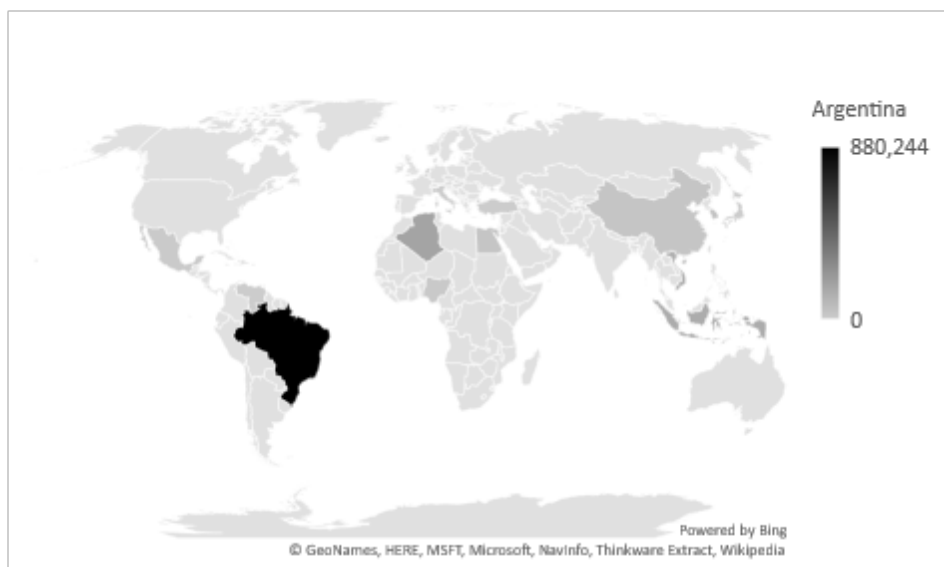 Argentina
880,244
0
Powered by Bing
© GeoNames, HERE, MSFT, Microsoft, NavInfo, Thinkware Extract, Wikipedia